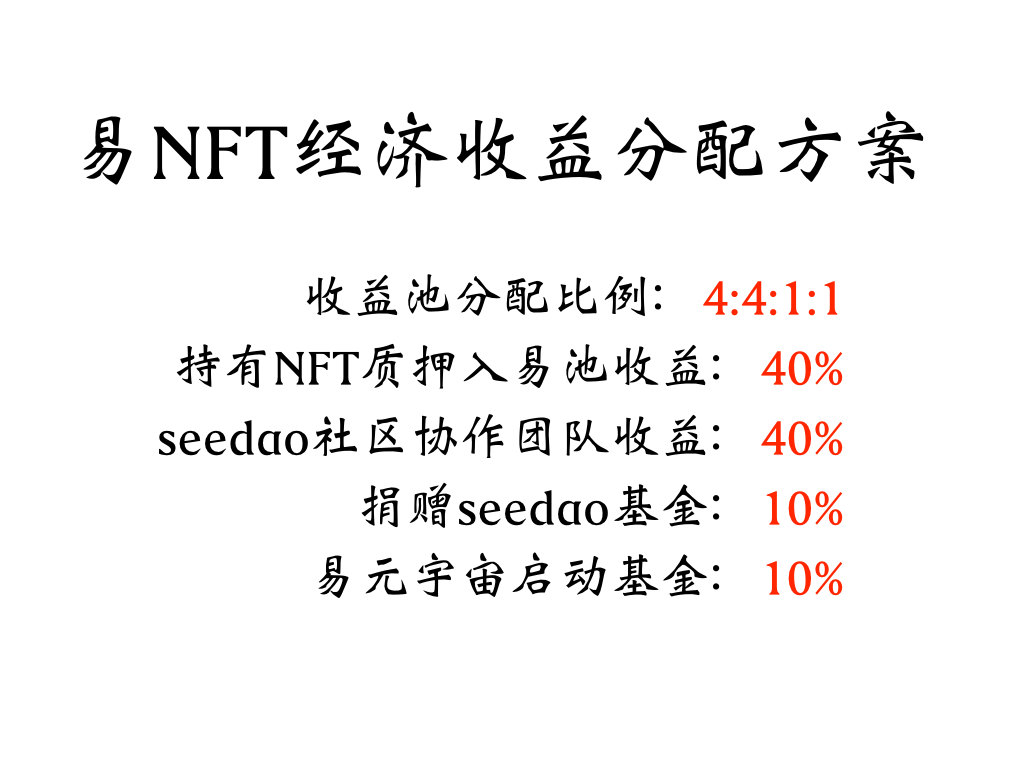 易NFT经济收益分配方案
收益池分配比例： 4:4:1:1
持有NFT质押入易池收益： 40%
seedao社区协作团队收益： 40%
捐赠seedao基金： 10%
易元宇宙启动基金： 10%